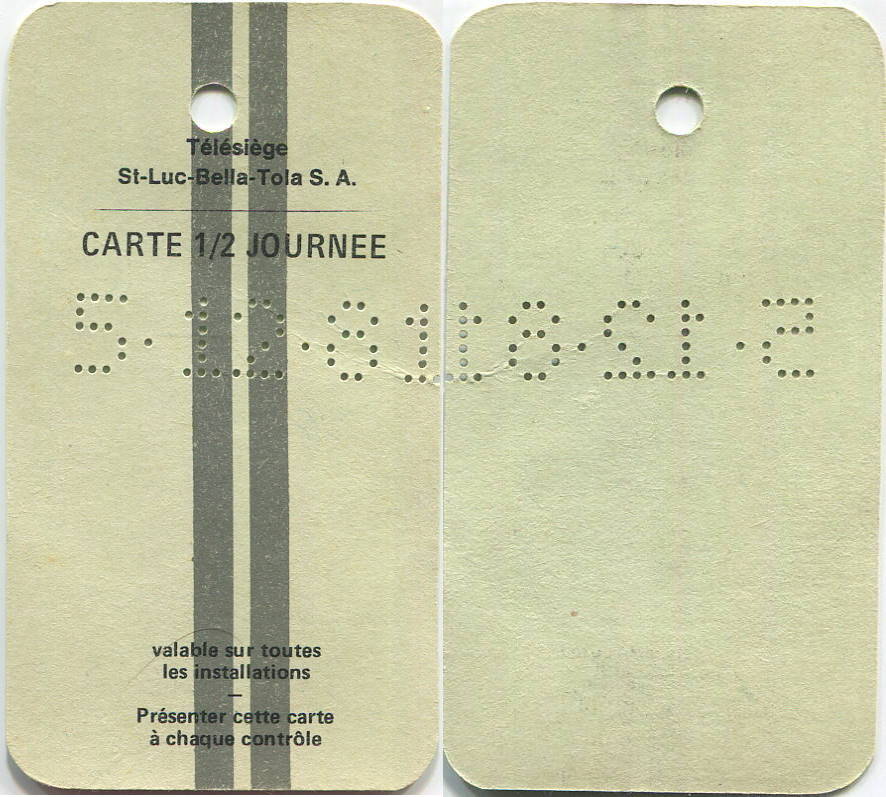 Télésiège
St-Luc-Bella-Tola S. A.
CARTE 1/2 JOURNEE
5·12·81
valable sur toutes
les installations
–
Présenter cette carte
à chaque contrôle